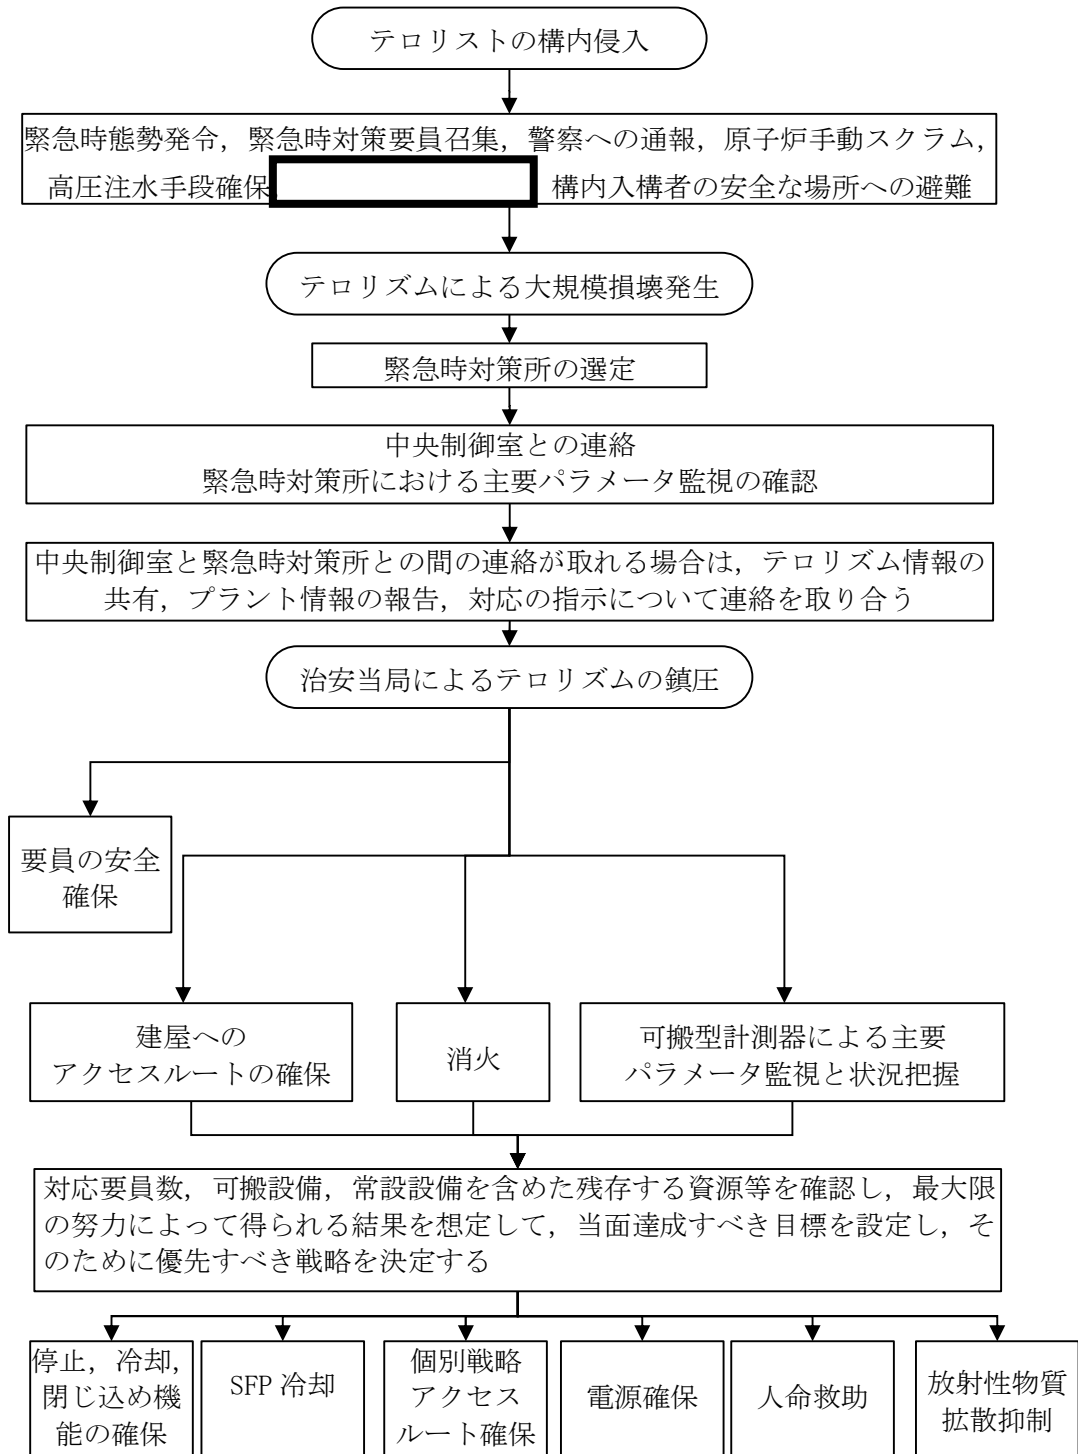 テロリストの構内侵入
緊急時態勢発令，緊急時対策要員召集，警察への通報，原子炉手動スクラム，
高圧注水手段確保　構内入構者の安全な場所への避難
テロリズムによる大規模損壊発生
緊急時対策所の選定
中央制御室との連絡
緊急時対策所における主要パラメータ監視の確認
中央制御室と緊急時対策所との間の連絡が取れる場合は，テロリズム情報の
共有，プラント情報の報告，対応の指示について連絡を取り合う
治安当局によるテロリズムの鎮圧
要員の安全
確保
建屋への
アクセスルートの確保
消火
可搬型計測器による主要
パラメータ監視と状況把握
対応要員数，可搬設備，常設設備を含めた残存する資源等を確認し，最大限
の努力によって得られる結果を想定して，当面達成すべき目標を設定し，そ
のために優先すべき戦略を決定する
停止，冷却，
閉じ込め機
能の確保
SFP 冷却
個別戦略
アクセス
ルート確保
電源確保
人命救助
放射性物質
拡散抑制